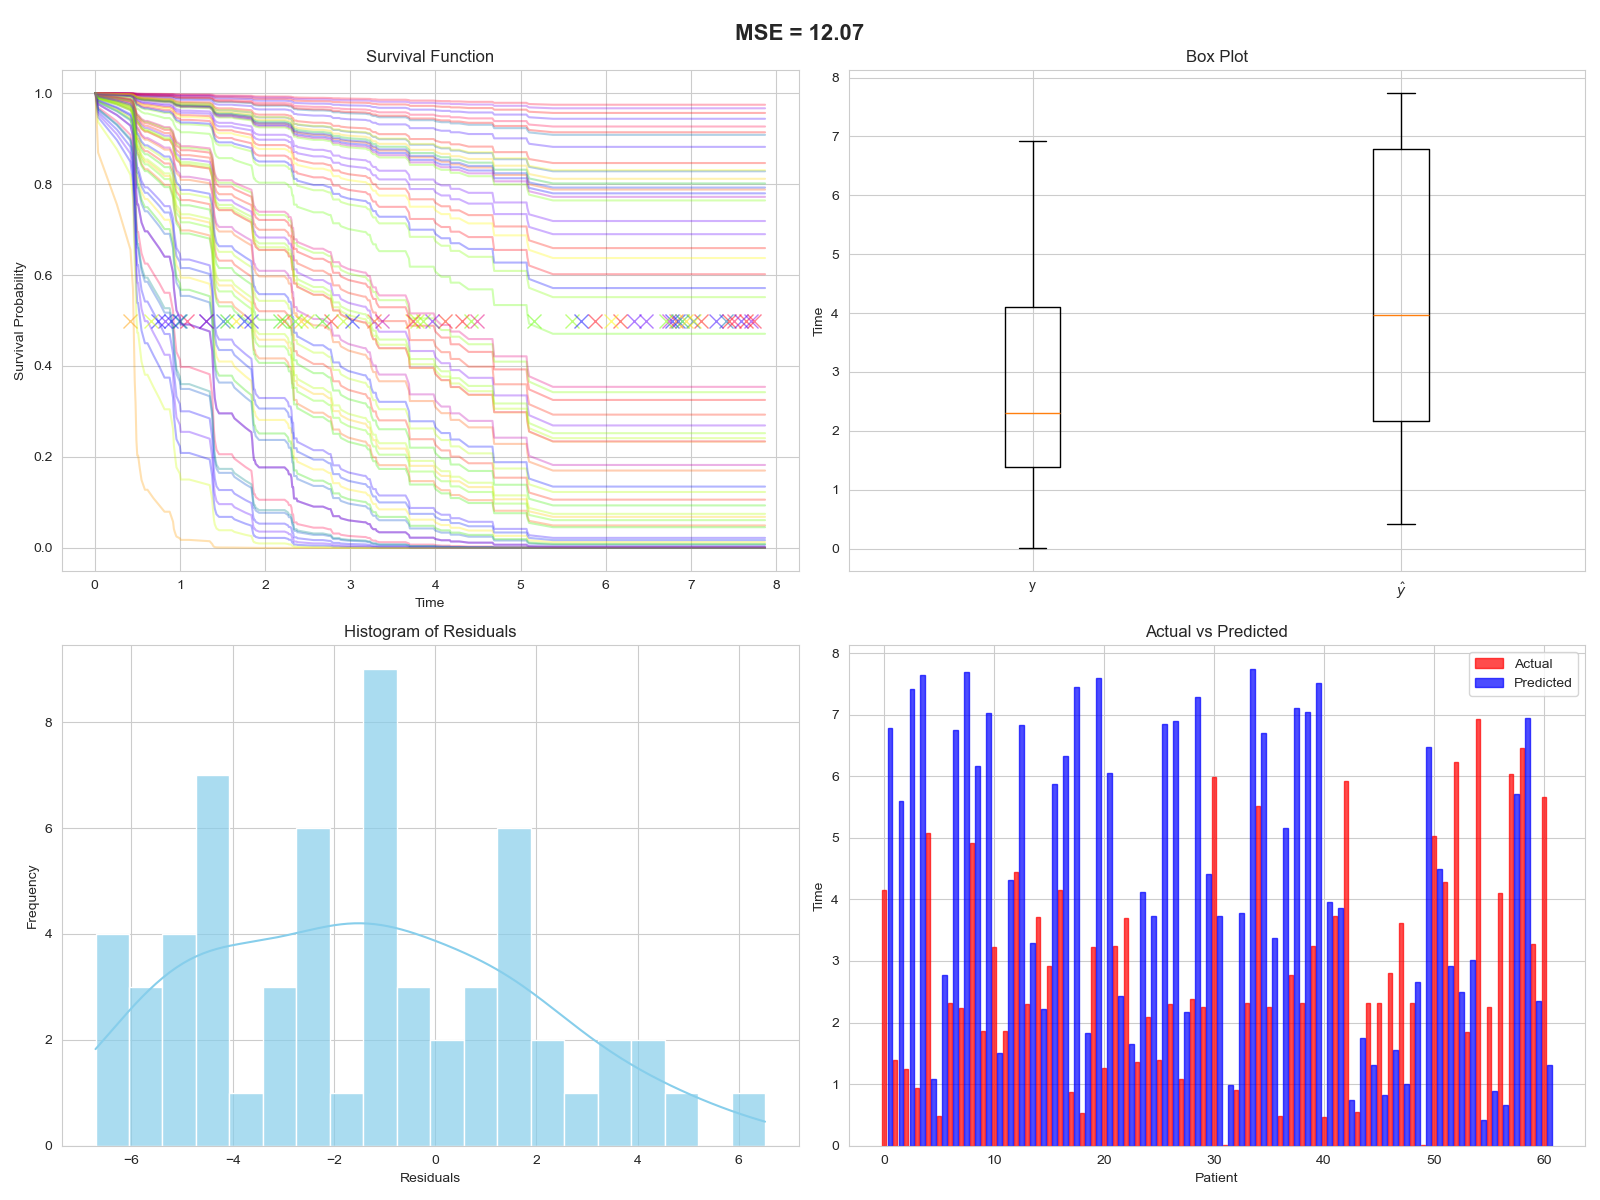 MSE = 12.07
Survival Function
Survival Probability
1.0
0.8
0.6
0.4
0.2
0.0
0 1 2 3 4 5 6 7 8
Time
Box Plot
Time
8
7
6
5
4
3
2
1
0
y ŷ
Histogram of Residuals
Frequency
8
6
4
2
0
−6 −4 −2 0 2 4 6
Residuals
Actual vs Predicted
Time
8
7
6
5
4
3
2
1
0
Actual
Predicted
0 10 20 30 40 50 60
Patient